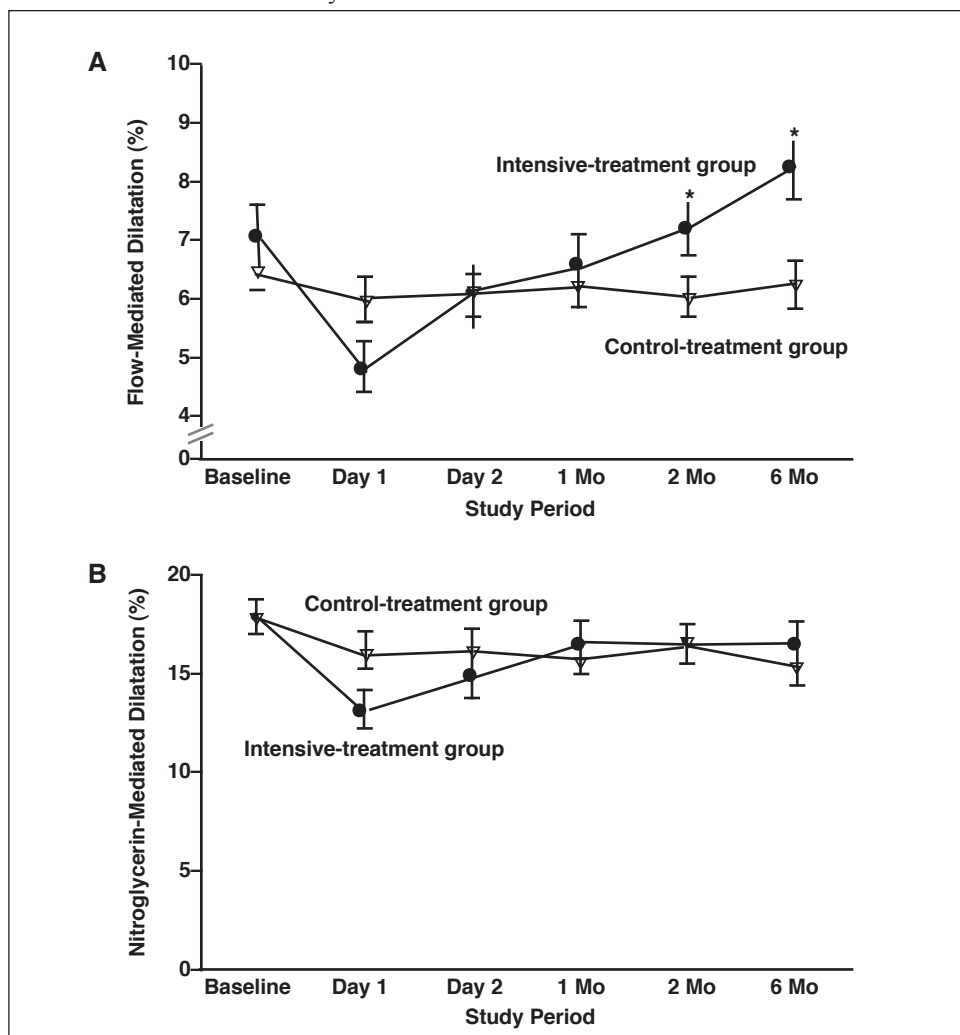 A
Flow-Mediated Dilatation (%)
10
9
8
7
6
5
4
0
*
*
Intensive-treatment group
Control-treatment group
Baseline Day 1 Day 2 1 Mo 2 Mo 6 Mo
Study Period
B
Nitroglycerin-Mediated Dilatation (%)
20
15
10
5
0
Control-treatment group
Intensive-treatment group
Baseline Day 1 Day 2 1 Mo 2 Mo 6 Mo
Study Period